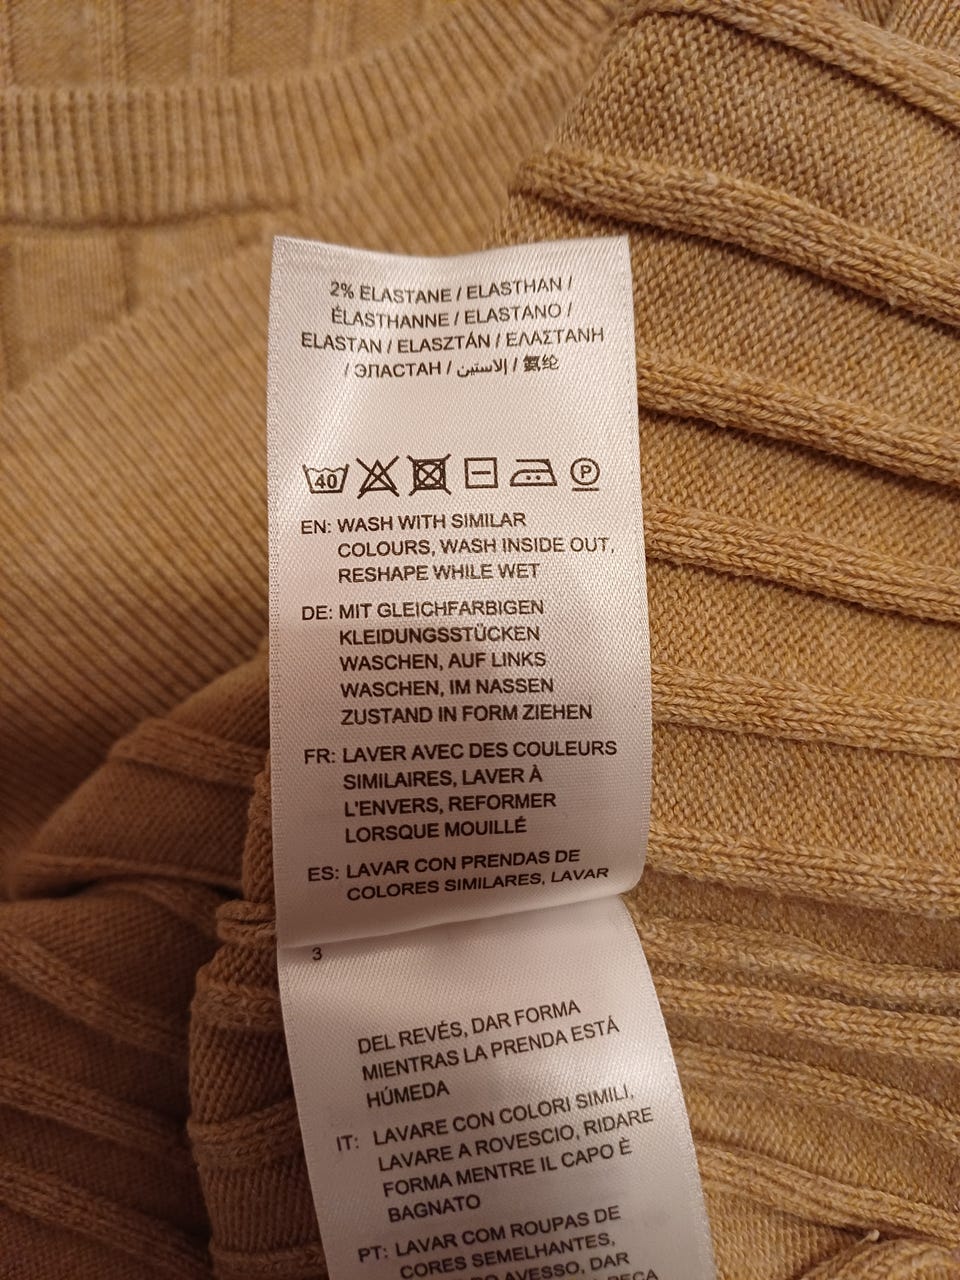 2% ELASTANE / ELASTHAN /
ÉLASTHANNE / ELASTANO /
ELASTAN / ELASZTÁN / ΕΛΑΣΤΑΝΗ
/ ЭПАСТАН / إلاستين / 氨纶
40 P
EN: WASH WITH SIMILAR
COLOURS, WASH INSIDE OUT,
RESHAPE WHILE WET
DE: MIT GLEICHFARBIGEN
KLEIDUNGSSTÜCKEN
WASCHEN, AUF LINKS
WASCHEN, IM NASSEN
ZUSTAND IN FORM ZIEHEN
FR: LAVER AVEC DES COULEURS
SIMILAIRES, LAVER À
L'ENVERS, REFORMER
LORSQUE MOUILLÉ
ES: LAVAR CON PRENDAS DE
COLORES SIMILARES, LAVAR
3
DEL REVÉS, DAR FORMA
MIENTRAS LA PRENDA ESTÁ
HÚMEDA
IT: LAVARE CON COLORI SIMILI,
LAVARE A ROVESCIO, RIDARE
FORMA MENTRE IL CAPO È
BAGNATO
PT: LAVAR COM ROUPAS DE
CORES SEMELHANTES,
AVESSO, DAR